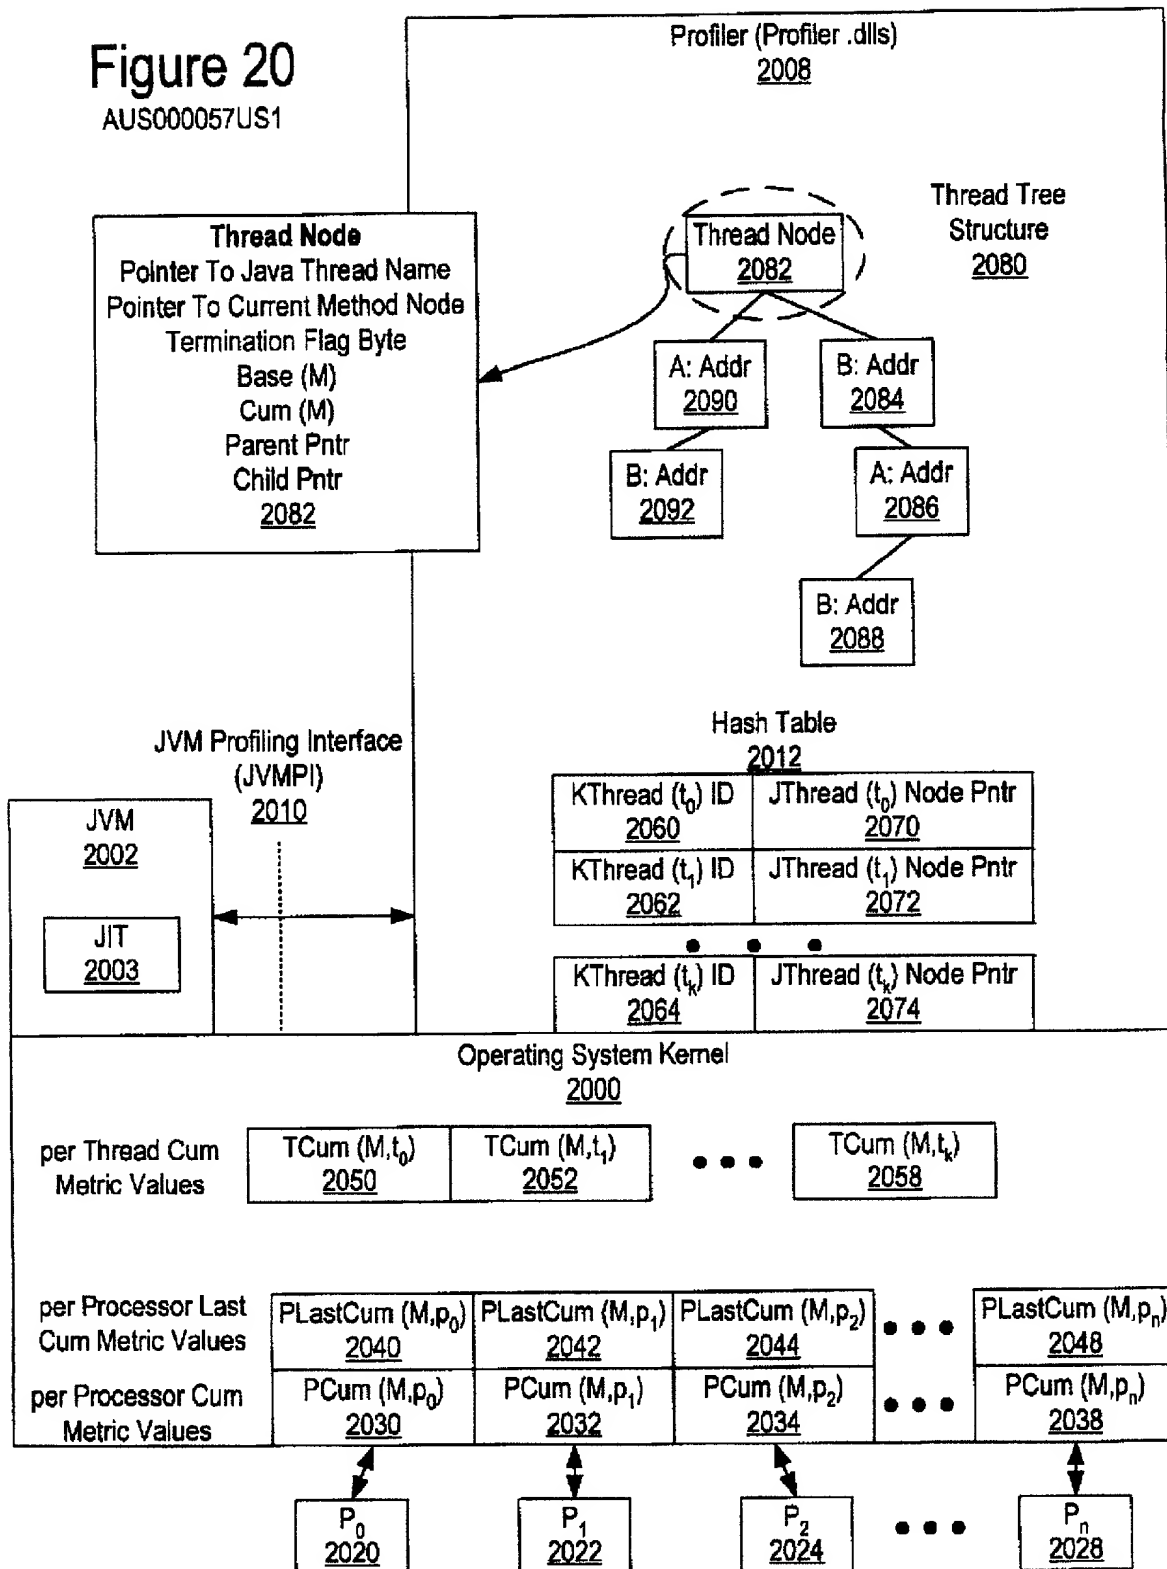 Figure 20
AUS000057US1
Profiler (Profiler .dlls)
2008
Thread Node
Pointer To Java Thread Name
Pointer To Current Method Node
Termination Flag Byte
Base (M)
Cum (M)
Parent Pntr
Child Pntr
2082
Thread Node
2082
Thread Tree
Structure
2080
A: Addr
2090
B: Addr
2084
B: Addr
2092
A: Addr
2086
B: Addr
2088
JVM Profiling Interface
(JVMPI)
2010
Hash Table
2012
KThread (t0) ID
2060
JThread (t0) Node Pntr
2070
KThread (t1) ID
2062
JThread (t1) Node Pntr
2072
• • •
KThread (tk) ID
2064
JThread (tk) Node Pntr
2074
JVM
2002
JIT
2003
Operating System Kernel
2000
per Thread Cum
Metric Values
TCum (M,t0)
2050
TCum (M,t1)
2052
• • •
TCum (M,tk)
2058
per Processor Last
Cum Metric Values
PLastCum (M,p0)
2040
PLastCum (M,p1)
2042
PLastCum (M,p2)
2044
• • •
PLastCum (M,pn)
2048
per Processor Cum
Metric Values
PCum (M,p0)
2030
PCum (M,p1)
2032
PCum (M,p2)
2034
• • •
PCum (M,pn)
2038
P0
2020
P1
2022
P2
2024
• • •
Pn
2028